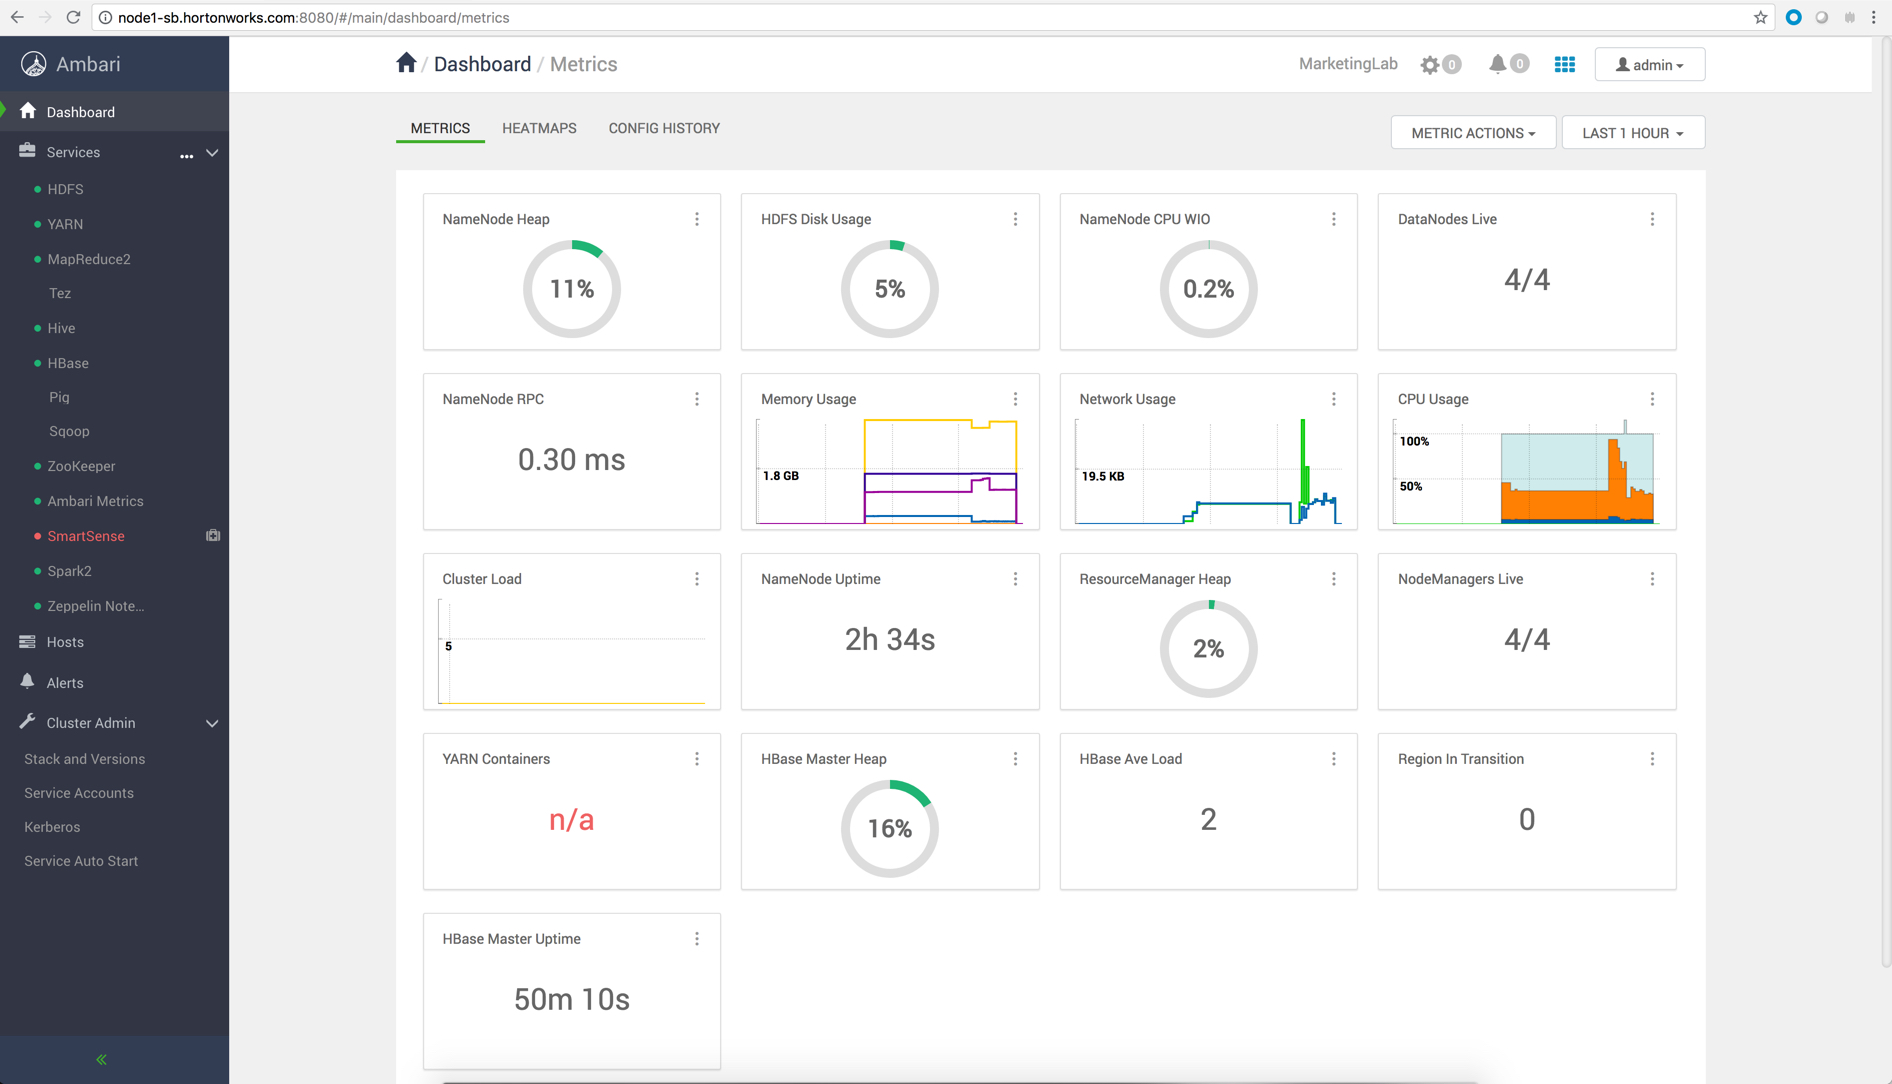 node1-sb.hortonworks.com:8080/#/main/dashboard/metrics
Ambari
/ Dashboard / Metrics
MarketingLab
0
0
admin
Dashboard
Services
...
HDFS
YARN
MapReduce2
Tez
Hive
HBase
Pig
Sqoop
ZooKeeper
Ambari Metrics
SmartSense
Spark2
Zeppelin Note...
Hosts
Alerts
Cluster Admin
Stack and Versions
Service Accounts
Kerberos
Service Auto Start
«
METRICS
HEATMAPS
CONFIG HISTORY
METRIC ACTIONS
LAST 1 HOUR
NameNode Heap
11%
HDFS Disk Usage
5%
NameNode CPU WIO
0.2%
DataNodes Live
4/4
NameNode RPC
0.30 ms
Memory Usage
1.8 GB
Network Usage
19.5 KB
CPU Usage
100%
50%
Cluster Load
5
NameNode Uptime
2h 34s
ResourceManager Heap
2%
NodeManagers Live
4/4
YARN Containers
n/a
HBase Master Heap
16%
HBase Ave Load
2
Region In Transition
0
HBase Master Uptime
50m 10s